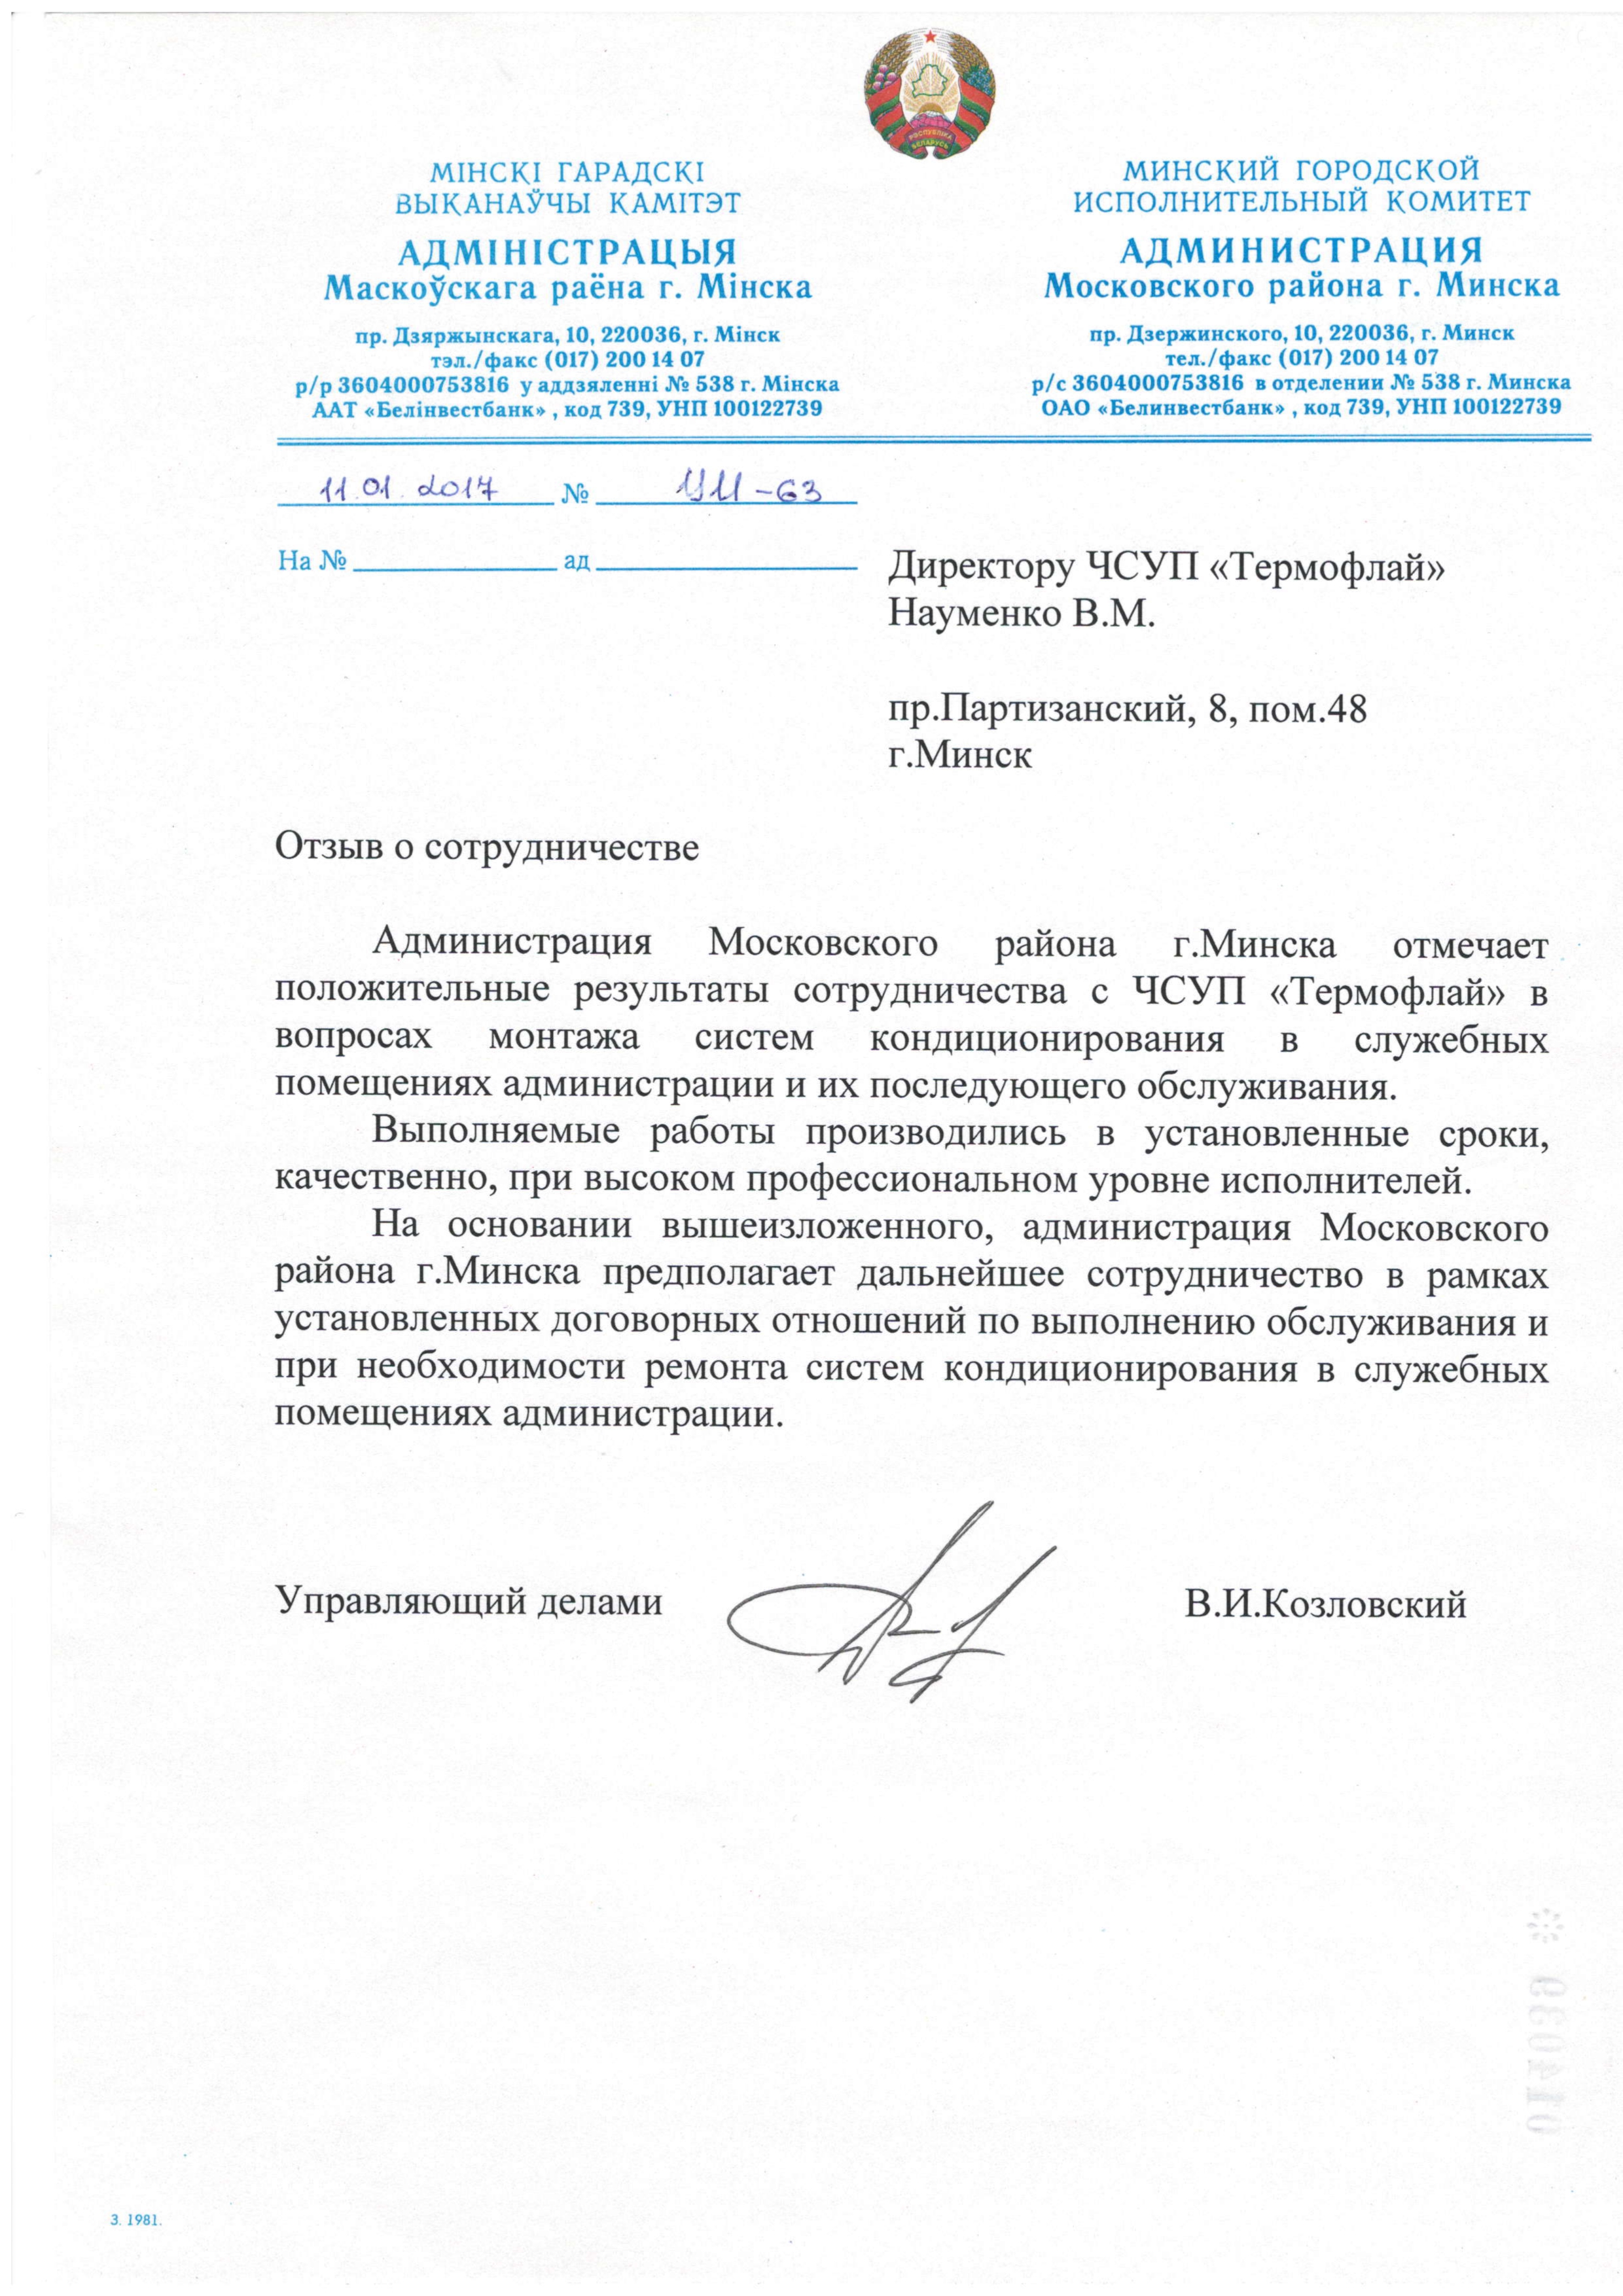 РЭСПУБЛІКА
БЕЛАРУСЬ
МІНСКІ ГАРАДСКІ
ВЫКАНАЎЧЫ КАМІТЭТ
АДМІНІСТРАЦЫЯ
Маскоўскага раёна г. Мінска
пр. Дзяржынскага, 10, 220036, г. Мінск
тэл./факс (017) 200 14 07
р/р 3604000753816 у аддзяленні № 538 г. Мінска
ААТ «Белінвестбанк» , код 739, УНП 100122739
МИНСКИЙ ГОРОДСКОЙ
ИСПОЛНИТЕЛЬНЫЙ КОМИТЕТ
АДМИНИСТРАЦИЯ
Московского района г. Минска
пр. Дзержинского, 10, 220036, г. Минск
тел./факс (017) 200 14 07
р/с 3604000753816 в отделении № 538 г. Минска
ОАО «Белинвестбанк» , код 739, УНП 100122739
11.01.2017 №
На № ад
Директору ЧСУП «Термофлай»
Науменко В.М.
пр.Партизанский, 8, пом.48
г.Минск
Отзыв о сотрудничестве
Администрация Московского района г.Минска отмечает
положительные результаты сотрудничества с ЧСУП «Термофлай» в
вопросах монтажа систем кондиционирования в служебных
помещениях администрации и их последующего обслуживания.
Выполняемые работы производились в установленные сроки,
качественно, при высоком профессиональном уровне исполнителей.
На основании вышеизложенного, администрация Московского
района г.Минска предполагает дальнейшее сотрудничество в рамках
установленных договорных отношений по выполнению обслуживания и
при необходимости ремонта систем кондиционирования в служебных
помещениях администрации.
Управляющий делами В.И.Козловский
З. 1981.